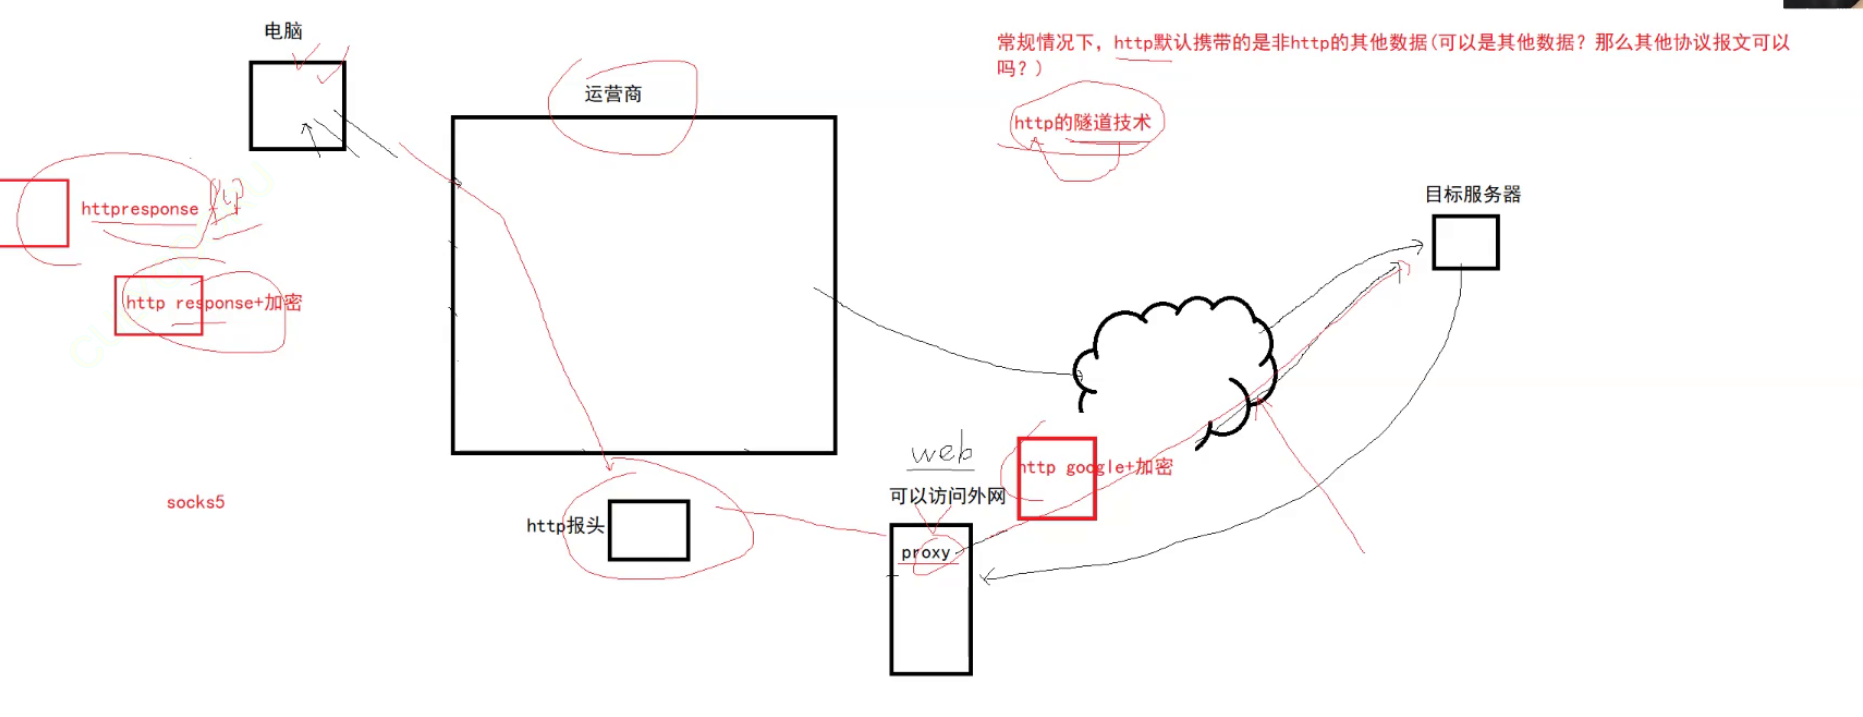 电脑
常规情况下，http默认携带的是非http的其他数据(可以是其他数据？那么其他协议报文可以
吗？)
运营商
http的隧道技术
目标服务器
httpresponse
http response+加密
web
http google+加密
可以访问外网
socks5
http报头
proxy